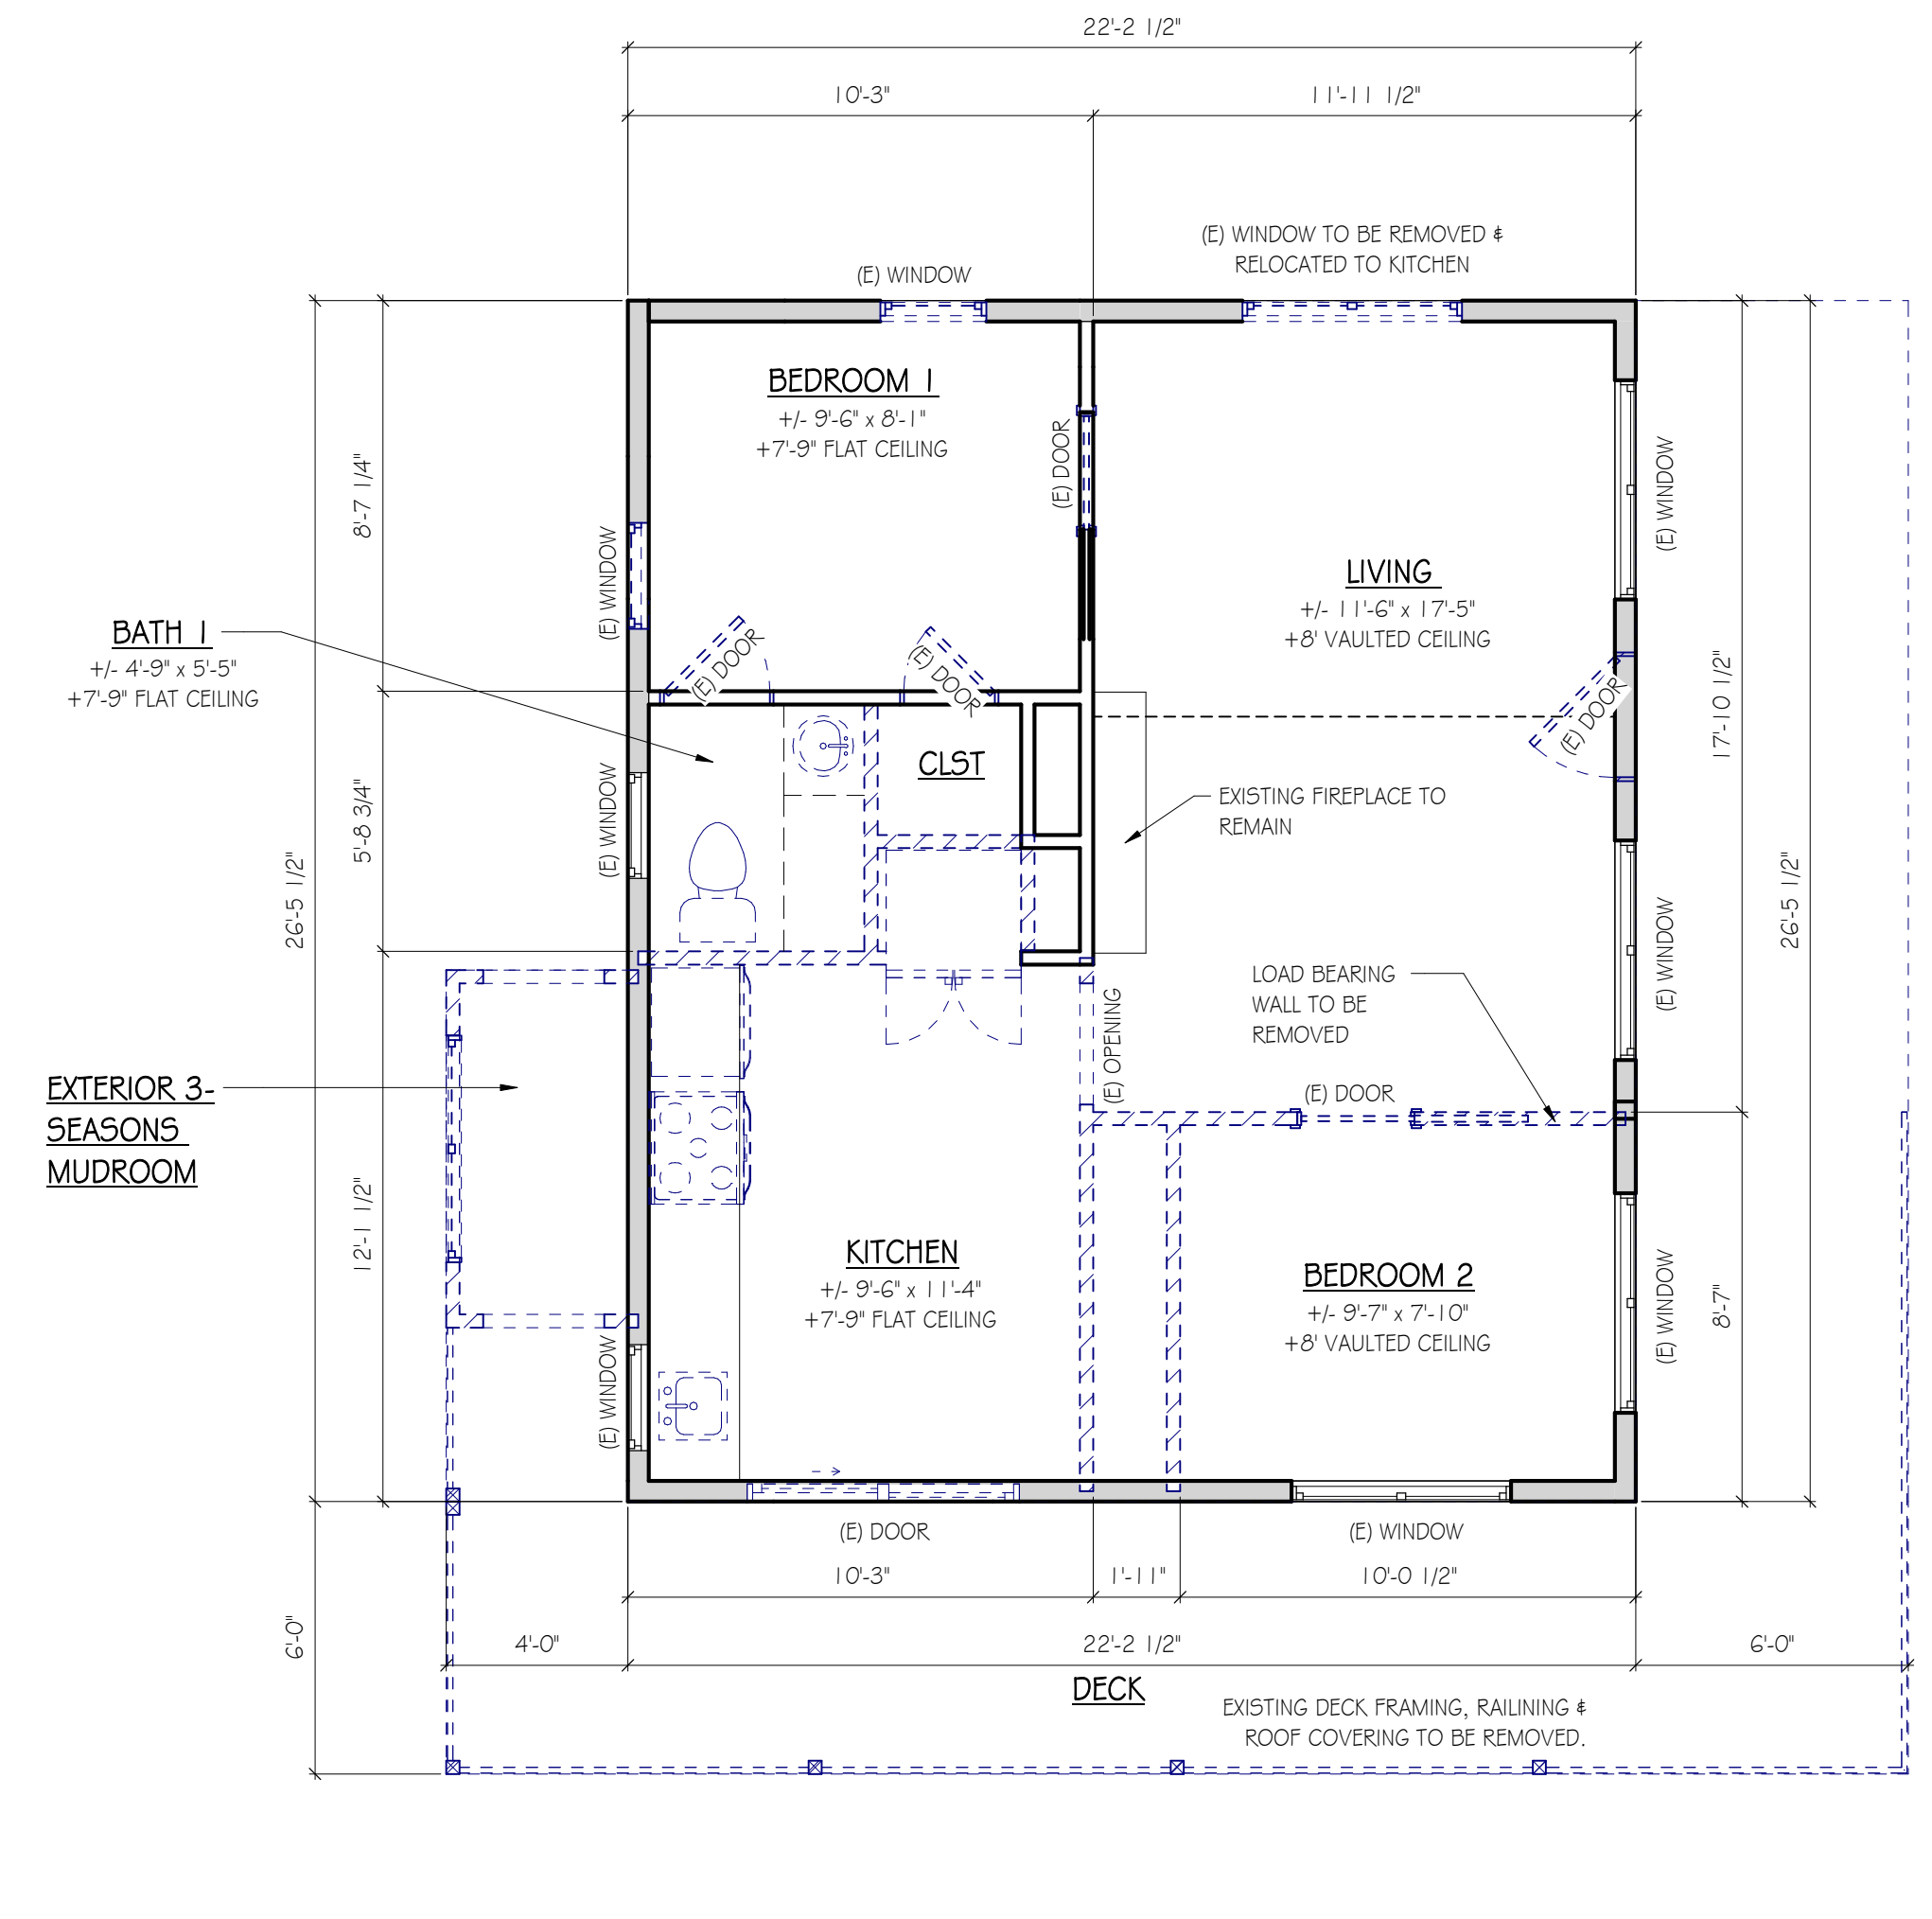 22'-2 1/2"
10'-3"
11'-11 1/2"
(E) WINDOW TO BE REMOVED &
RELOCATED TO KITCHEN
(E) WINDOW
BEDROOM 1
+/- 9'-6" x 8'-1"
+7'-9" FLAT CEILING
(E) DOOR
(E) WINDOW
8'-7 1/4"
(E) WINDOW
LIVING
+/- 11'-6" x 17'-5"
+8' VAULTED CEILING
BATH 1
+/- 4'-9" x 5'-5"
+7'-9" FLAT CEILING
(E) DOOR
(E) DOOR
(E) DOOR
17'-10 1/2"
CLST
EXISTING FIREPLACE TO
REMAIN
(E) WINDOW
5'-8 3/4"
26'-5 1/2"
26'-5 1/2"
(E) WINDOW
LOAD BEARING
WALL TO BE
REMOVED
(E) OPENING
(E) DOOR
EXTERIOR 3-
SEASONS
MUDROOM
12'-1 1/2"
KITCHEN
+/- 9'-6" x 11'-4"
+7'-9" FLAT CEILING
BEDROOM 2
+/- 9'-7" x 7'-10"
+8' VAULTED CEILING
(E) WINDOW
8'-7"
(E) WINDOW
(E) DOOR
(E) WINDOW
10'-3"
1'-11"
10'-0 1/2"
6'-0"
4'-0"
22'-2 1/2"
6'-0"
DECK
EXISTING DECK FRAMING, RAILINING &
ROOF COVERING TO BE REMOVED.